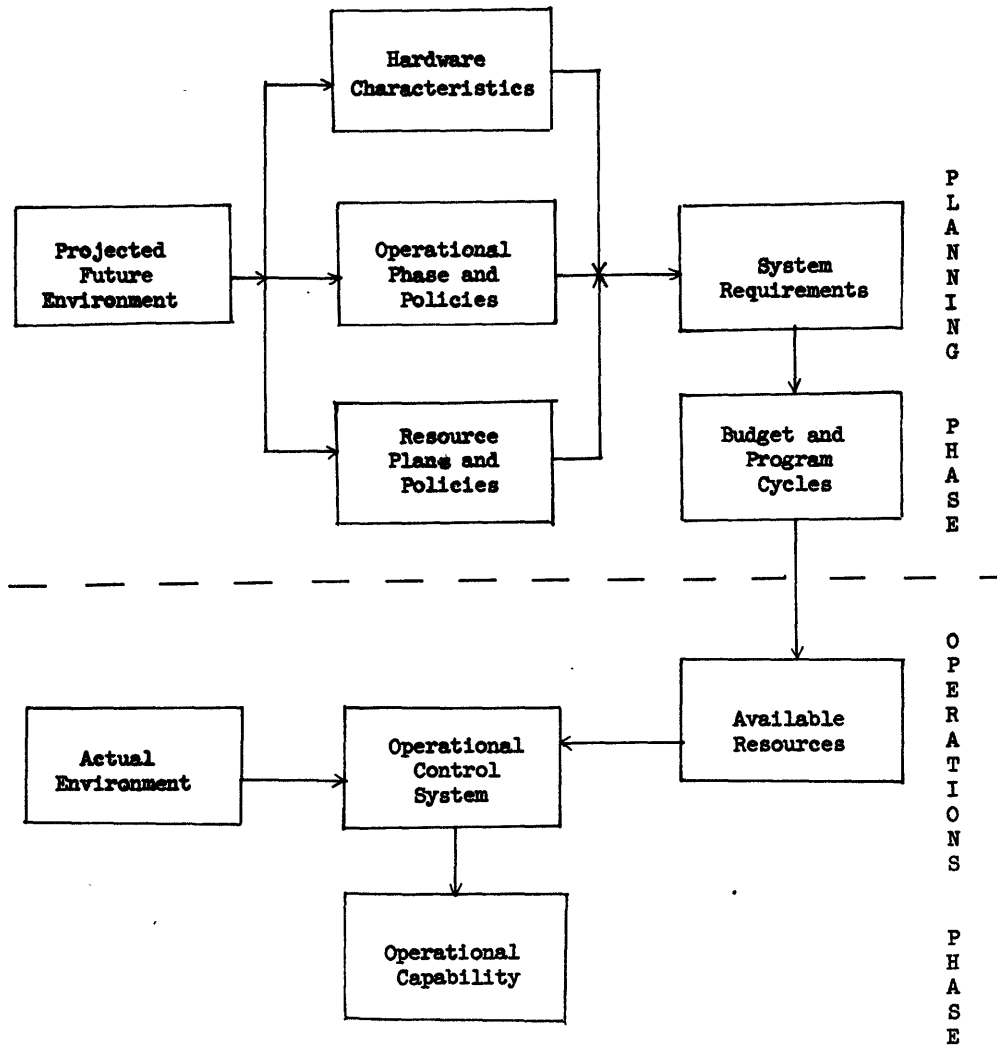 Hardware
Characteristics
Projected
Future
Environment
Operational
Phase and
Policies
System
Requirements
Resource
Plans and
Policies
Budget and
Program
Cycles
PLANNING
PHASE
Actual
Environment
Operational
Control
System
Available
Resources
Operational
Capability
OPERATIONS
PHASE